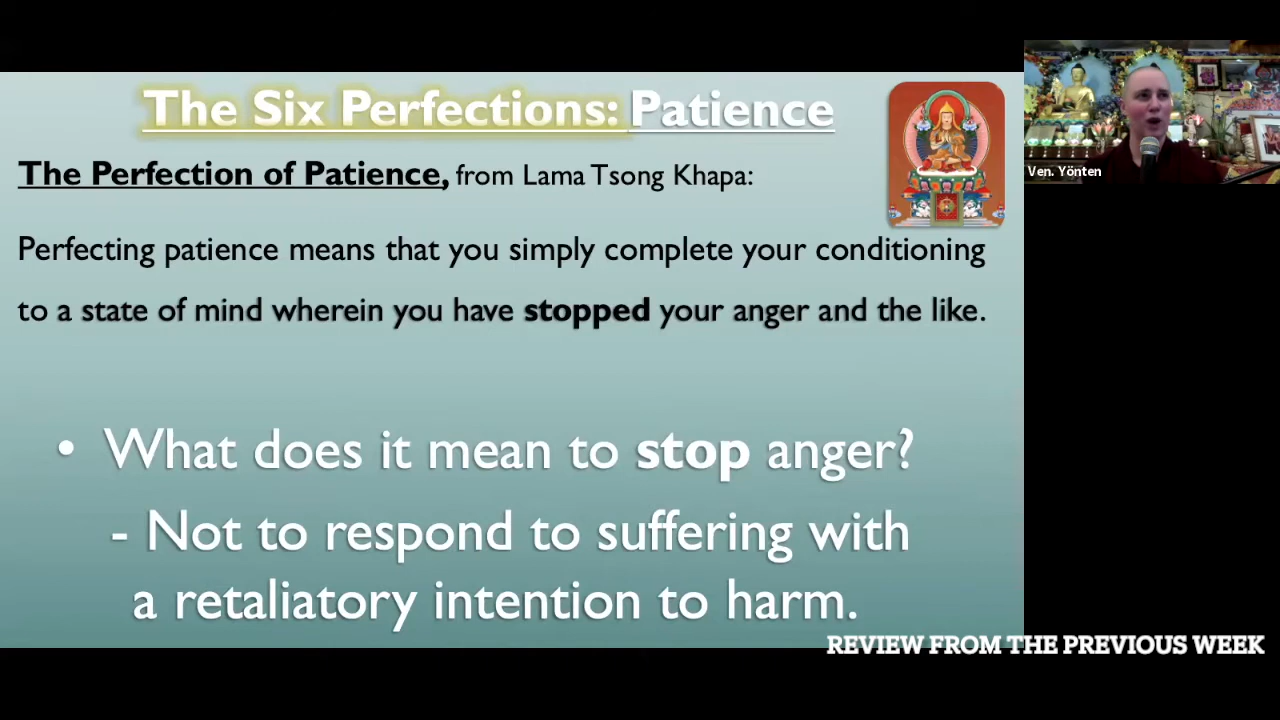 The Six Perfections: Patience
The Perfection of Patience, from Lama Tsong Khapa:
Perfecting patience means that you simply complete your conditioning
to a state of mind wherein you have stopped your anger and the like.
• What does it mean to stop anger?
- Not to respond to suffering with
a retaliatory intention to harm.
Ven. Yönten
REVIEW FROM THE PREVIOUS WEEK